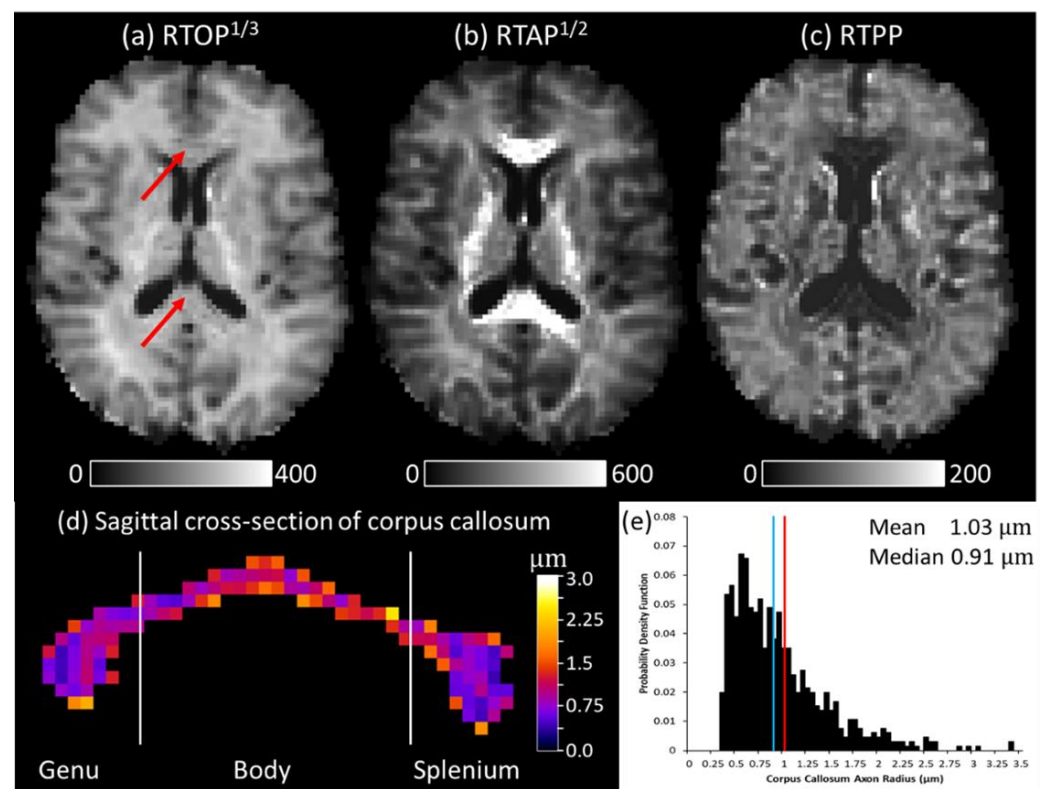 (a) RTOP1/3
(b) RTAP1/2
(c) RTPP
0 400
0 600
0 200
(d) Sagittal cross-section of corpus callosum
μm
3.0
2.25
1.5
0.75
0.0
Genu Body Splenium
(e)
Mean 1.03 μm
Median 0.91 μm
Probability Density Function
0.08
0.07
0.06
0.05
0.04
0.03
0.02
0.01
0
0 0.25 0.5 0.75 1 1.25 1.5 1.75 2 2.25 2.5 2.75 3 3.25 3.5
Corpus Callosum Axon Radius (μm)